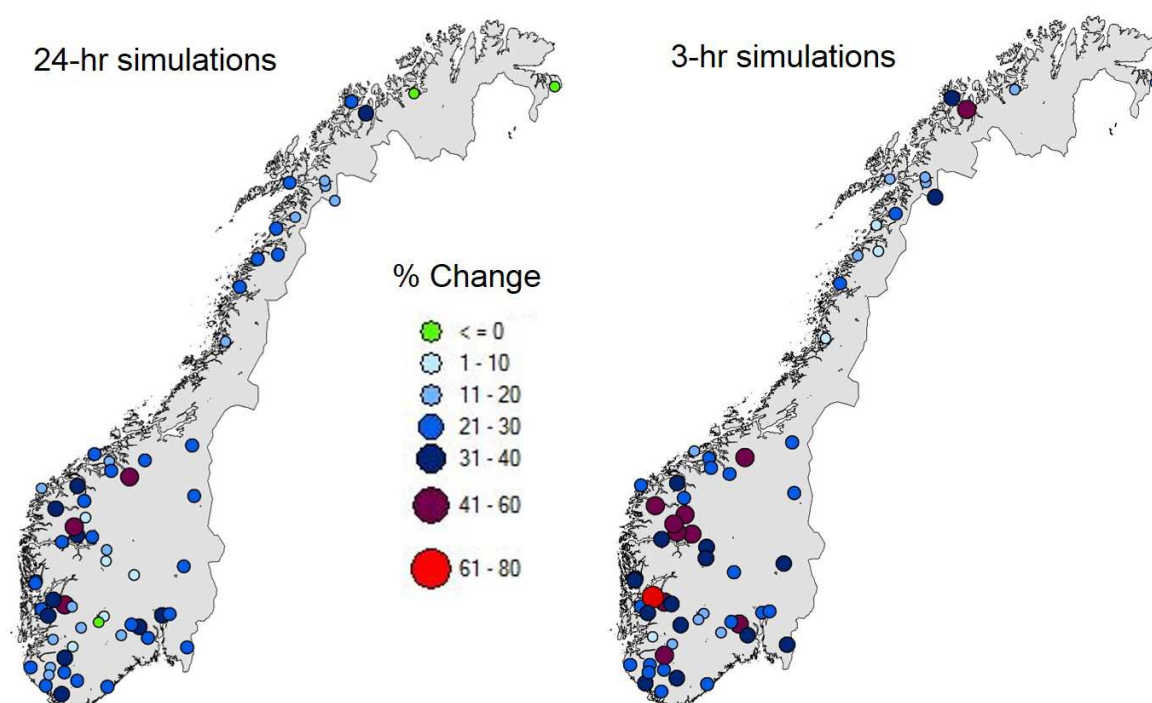 24-hr simulations
3-hr simulations
% Change
< = 0
1 - 10
11 - 20
21 - 30
31 - 40
41 - 60
61 - 80